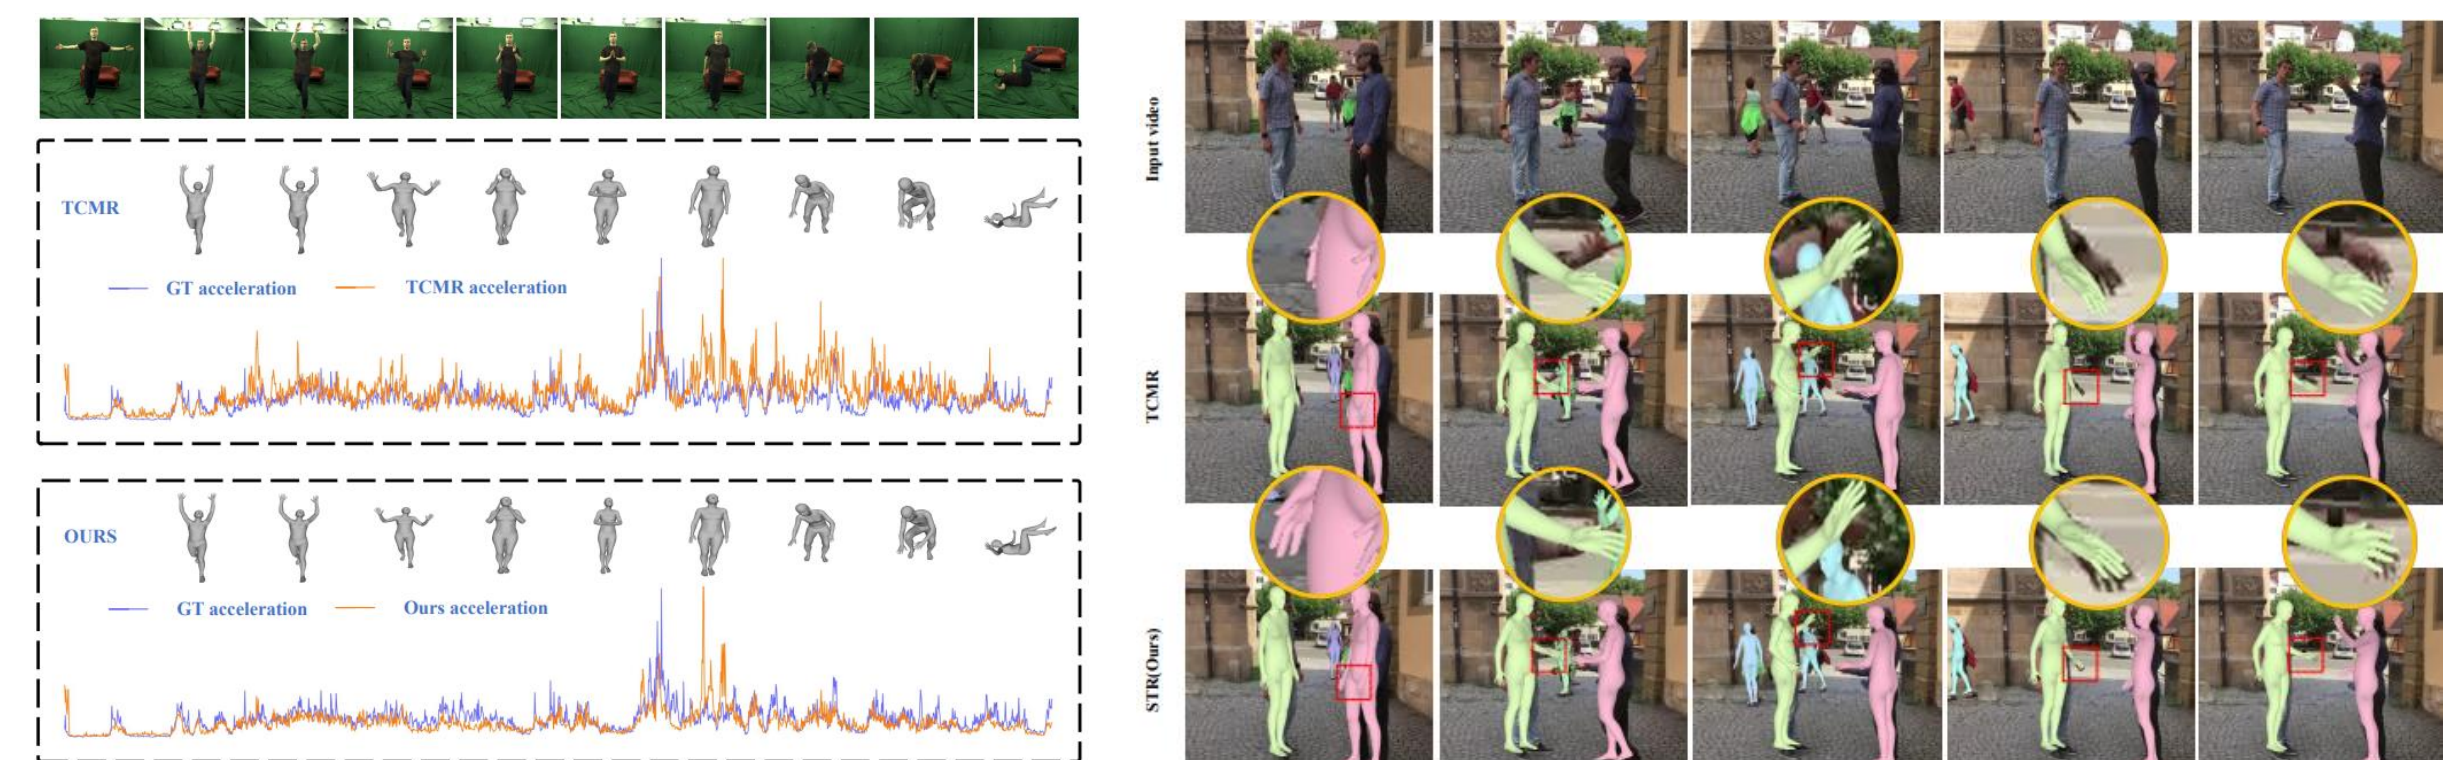 TCMR
GT acceleration
TCMR acceleration
OURS
GT acceleration
Ours acceleration
Input video
TCMR
STR(Ours)